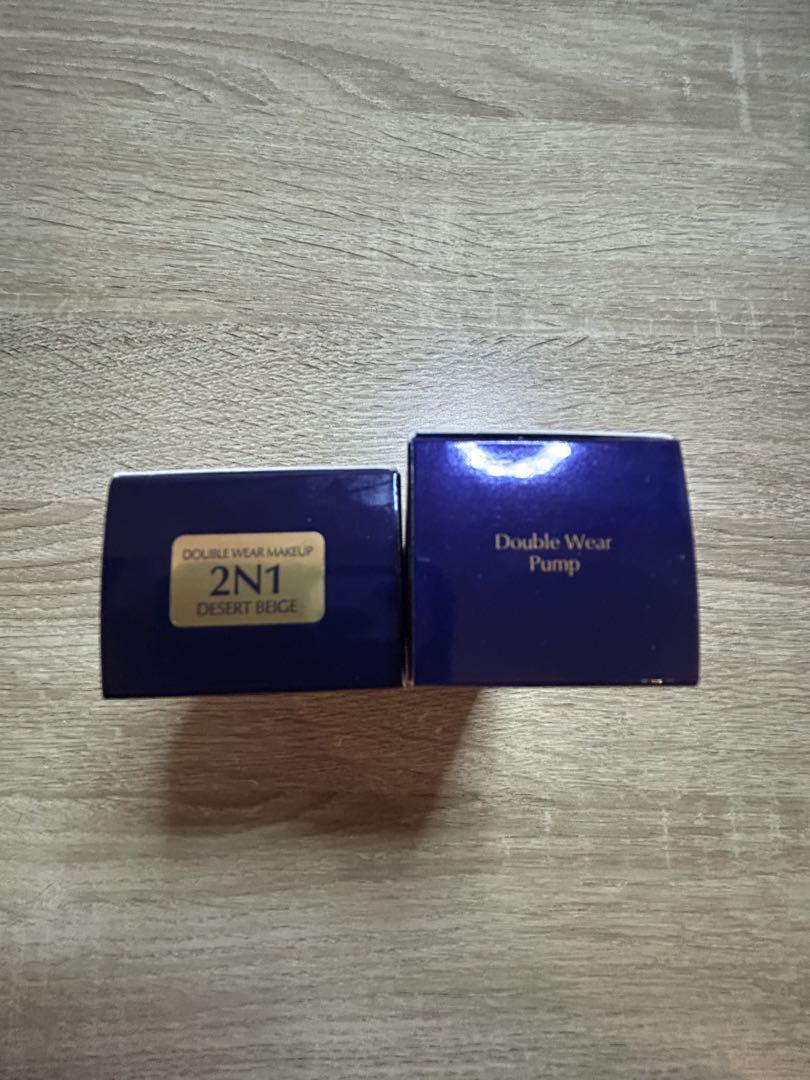 DOUBLE WEAR MAKEUP
2N1
DESERT BEIGE
Double Wear
Pump